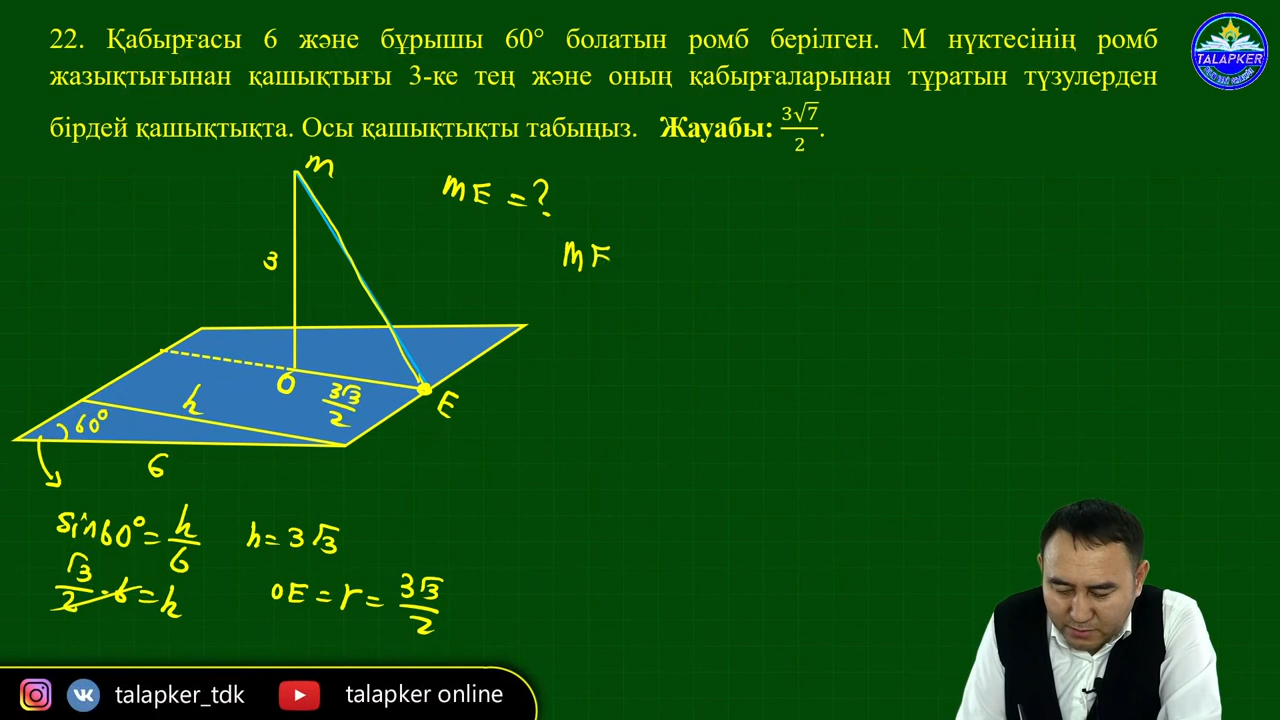 22. Қабырғасы 6 және бұрышы 60° болатын ромб берілген. М нүктесінің ромб
жазықтығынан қашықтығы 3-ке тең және оның қабырғаларынан тұратын түзулерден
бірдей қашықтықта. Осы қашықтықты табыңыз. Жауабы: 3√7/2.
TALAPKER
M
ME = ?
ME
3
O
3√3/2
E
h
60°
6
sin60° = h/6
h = 3√3
√3/2 · 6 = h
OE = r = 3√3/2
talapker_tdk
talapker online